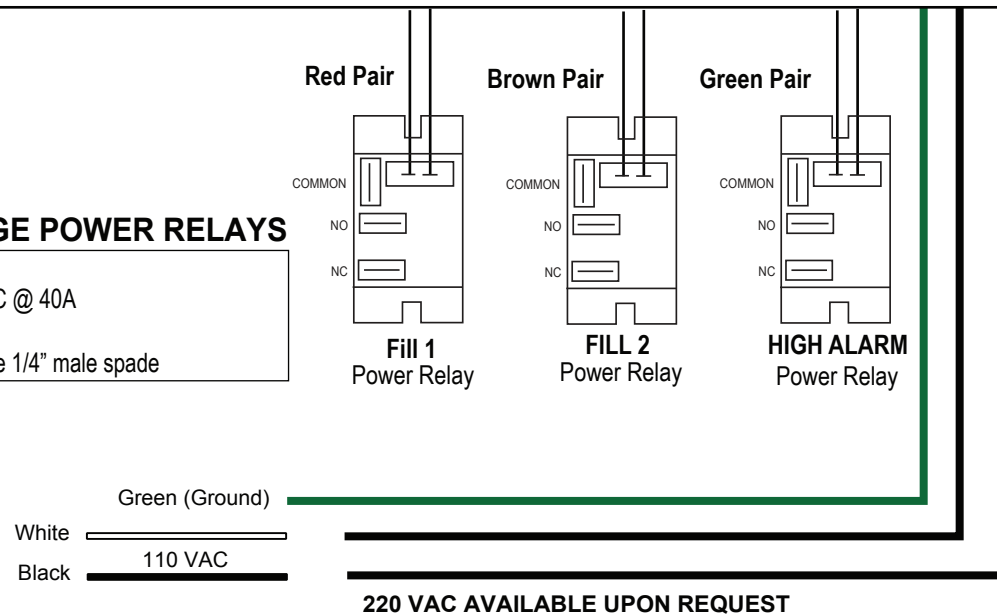 Red Pair
Brown Pair
Green Pair
COMMON
NO
NC
COMMON
NO
NC
COMMON
NO
NC
GE POWER RELAYS
C @ 40A
e 1/4” male spade
Fill 1
Power Relay
FILL 2
Power Relay
HIGH ALARM
Power Relay
Green (Ground)
White
110 VAC
Black
220 VAC AVAILABLE UPON REQUEST